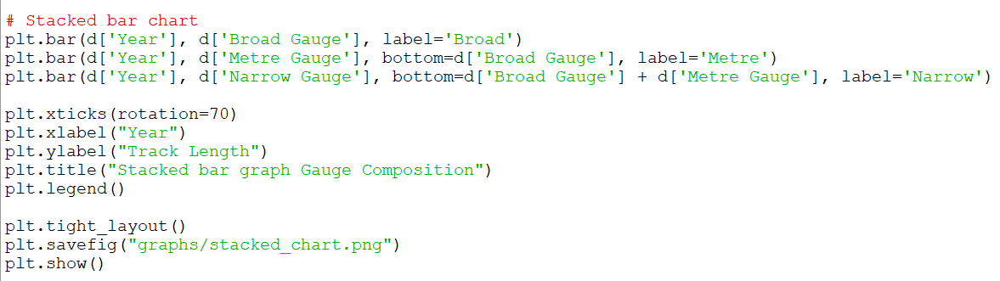 # Stacked bar chart
plt.bar(d['Year'], d['Broad Gauge'], label='Broad')
plt.bar(d['Year'], d['Metre Gauge'], bottom=d['Broad Gauge'], label='Metre')
plt.bar(d['Year'], d['Narrow Gauge'], bottom=d['Broad Gauge'] + d['Metre Gauge'], label='Narrow')
plt.xticks(rotation=70)
plt.xlabel("Year")
plt.ylabel("Track Length")
plt.title("Stacked bar graph Gauge Composition")
plt.legend()
plt.tight_layout()
plt.savefig("graphs/stacked_chart.png")
plt.show()